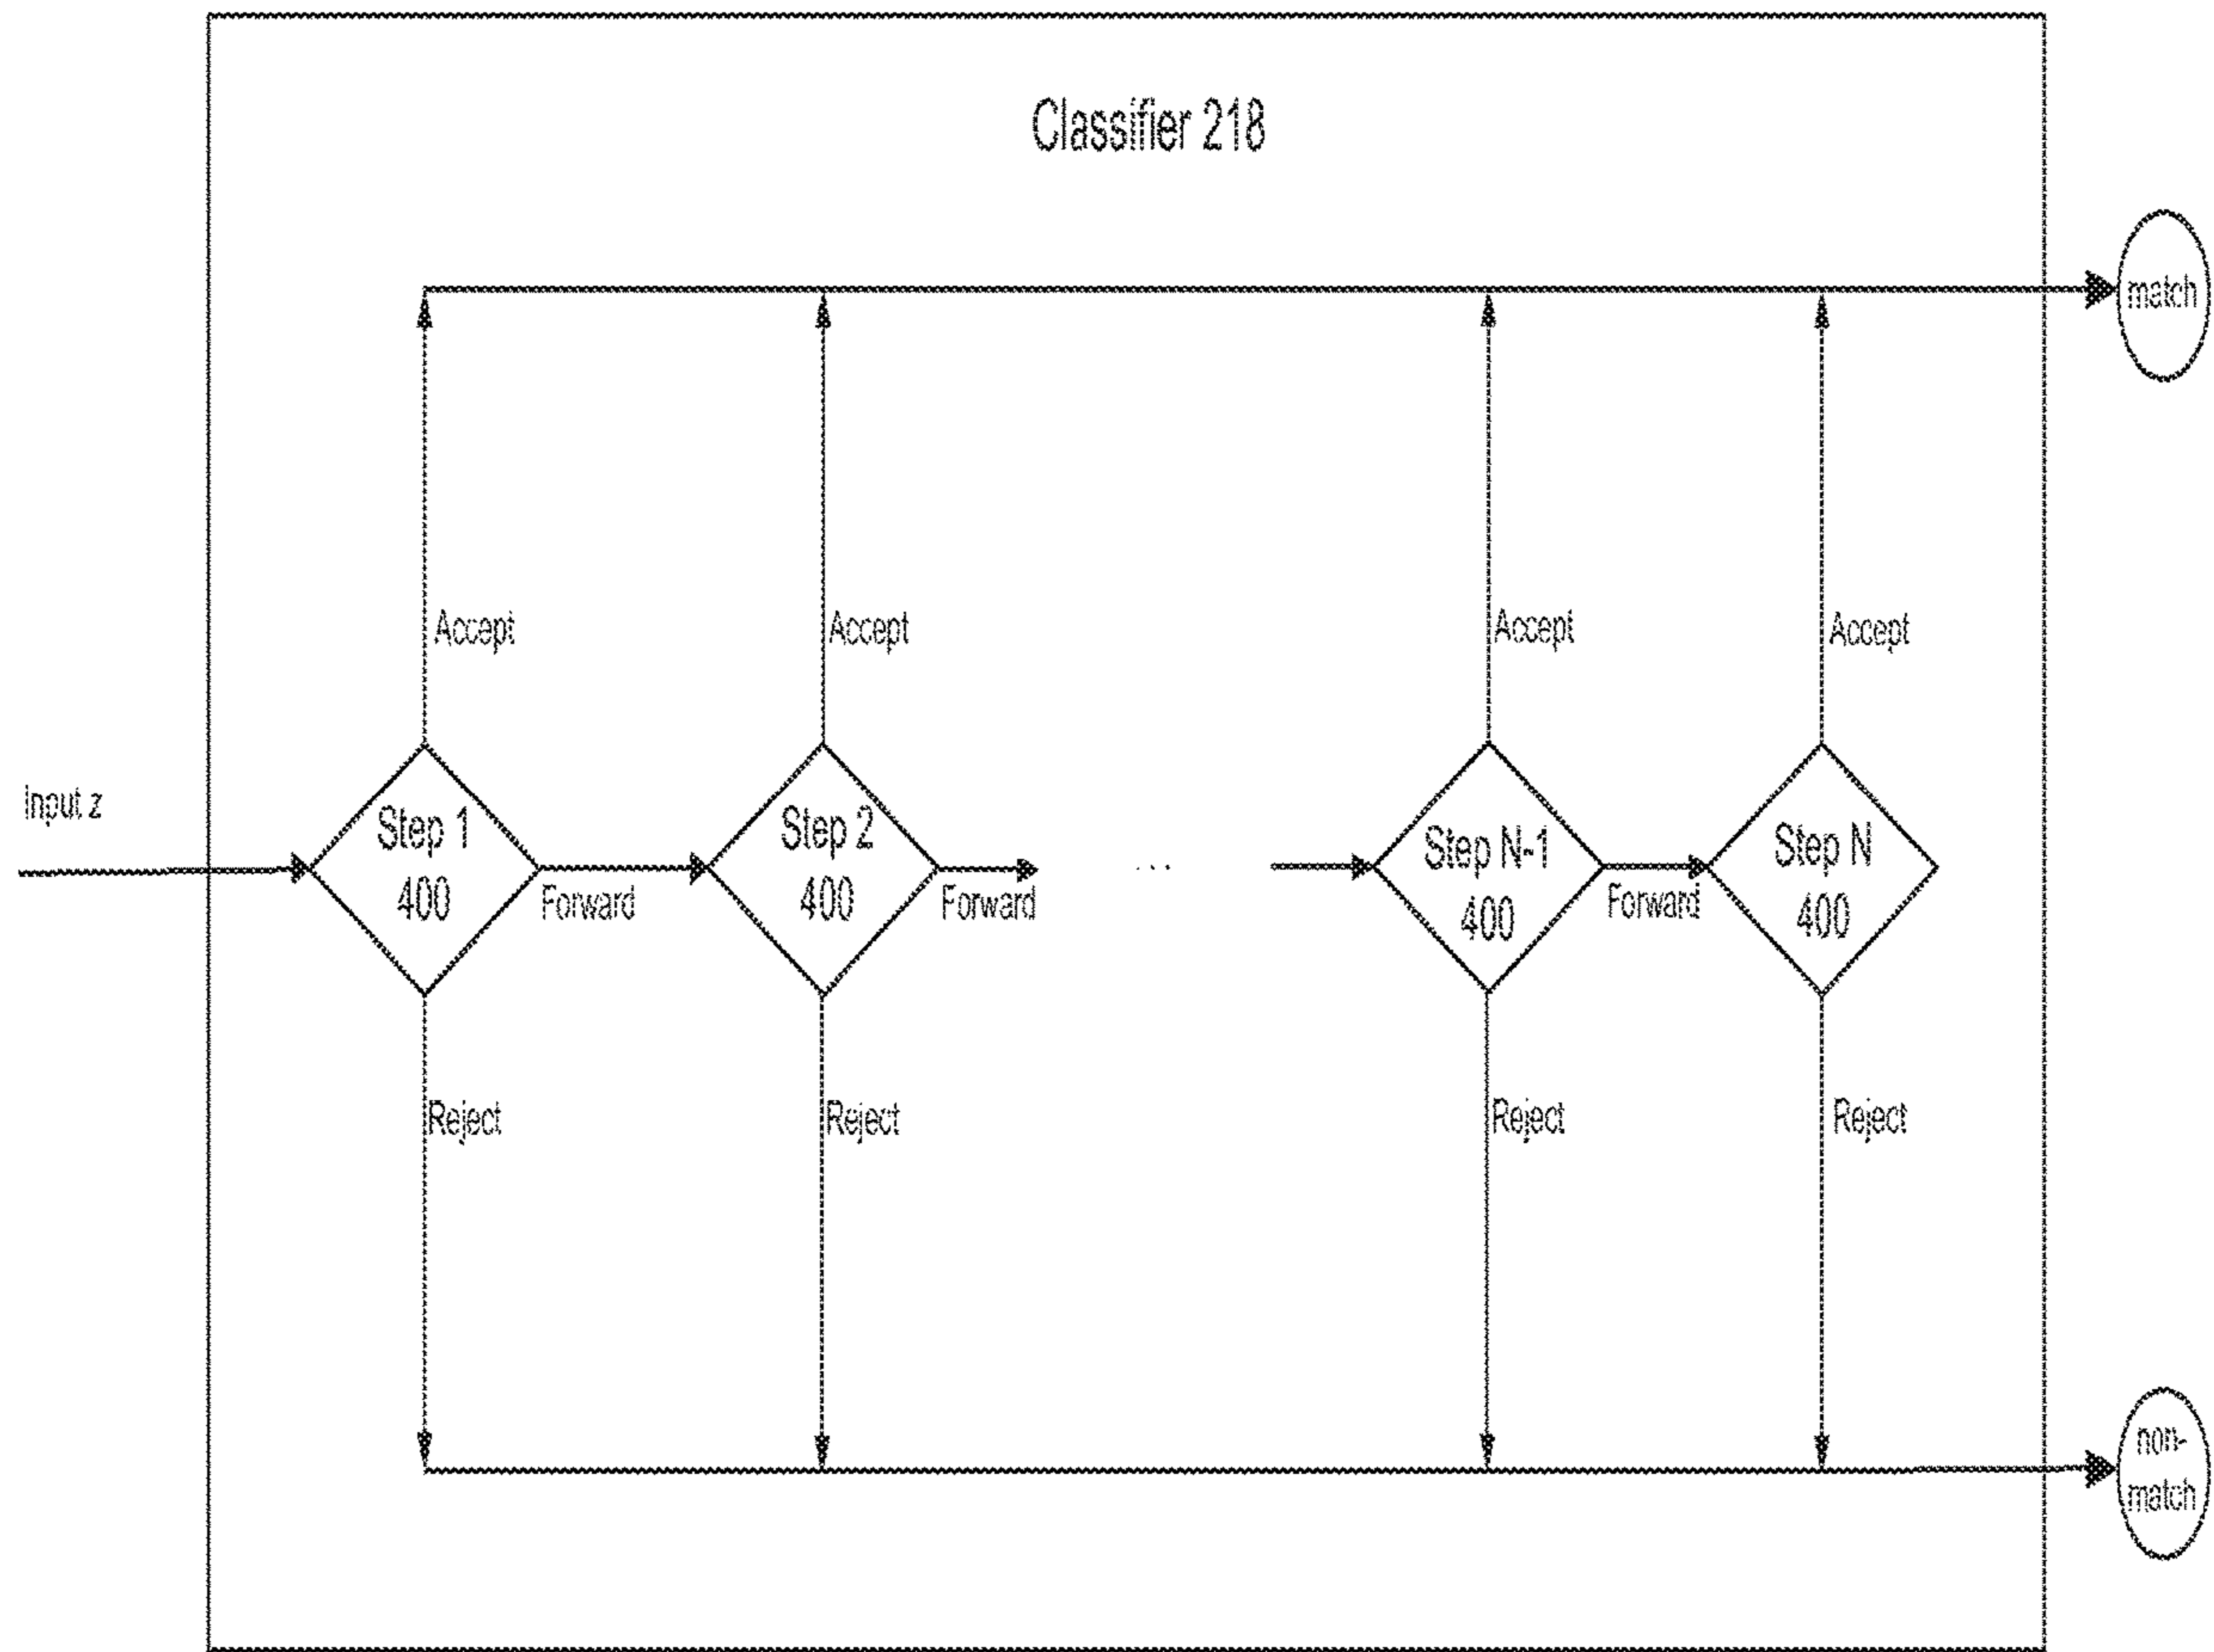 Classifier 218
match
Accept
Accept
Accept
Accept
Input z
Step 1
400
Forward
Step 2
400
Forward
...
Step N-1
400
Forward
Step N
400
Reject
Reject
Reject
Reject
non-
match